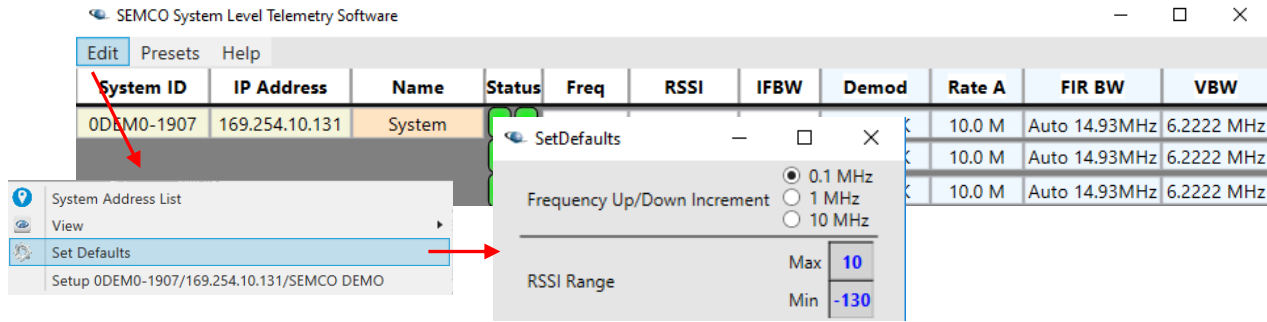 SEMCO System Level Telemetry Software
Edit Presets Help
System ID IP Address Name Status Freq RSSI IFBW Demod Rate A FIR BW VBW
0DEM0-1907 169.254.10.131 System 10.0 M Auto 14.93MHz 6.2222 MHz
10.0 M Auto 14.93MHz 6.2222 MHz
10.0 M Auto 14.93MHz 6.2222 MHz
System Address List
View
Set Defaults
Setup 0DEM0-1907/169.254.10.131/SEMCO DEMO
SetDefaults
Frequency Up/Down Increment
0.1 MHz
1 MHz
10 MHz
RSSI Range
Max 10
Min -130